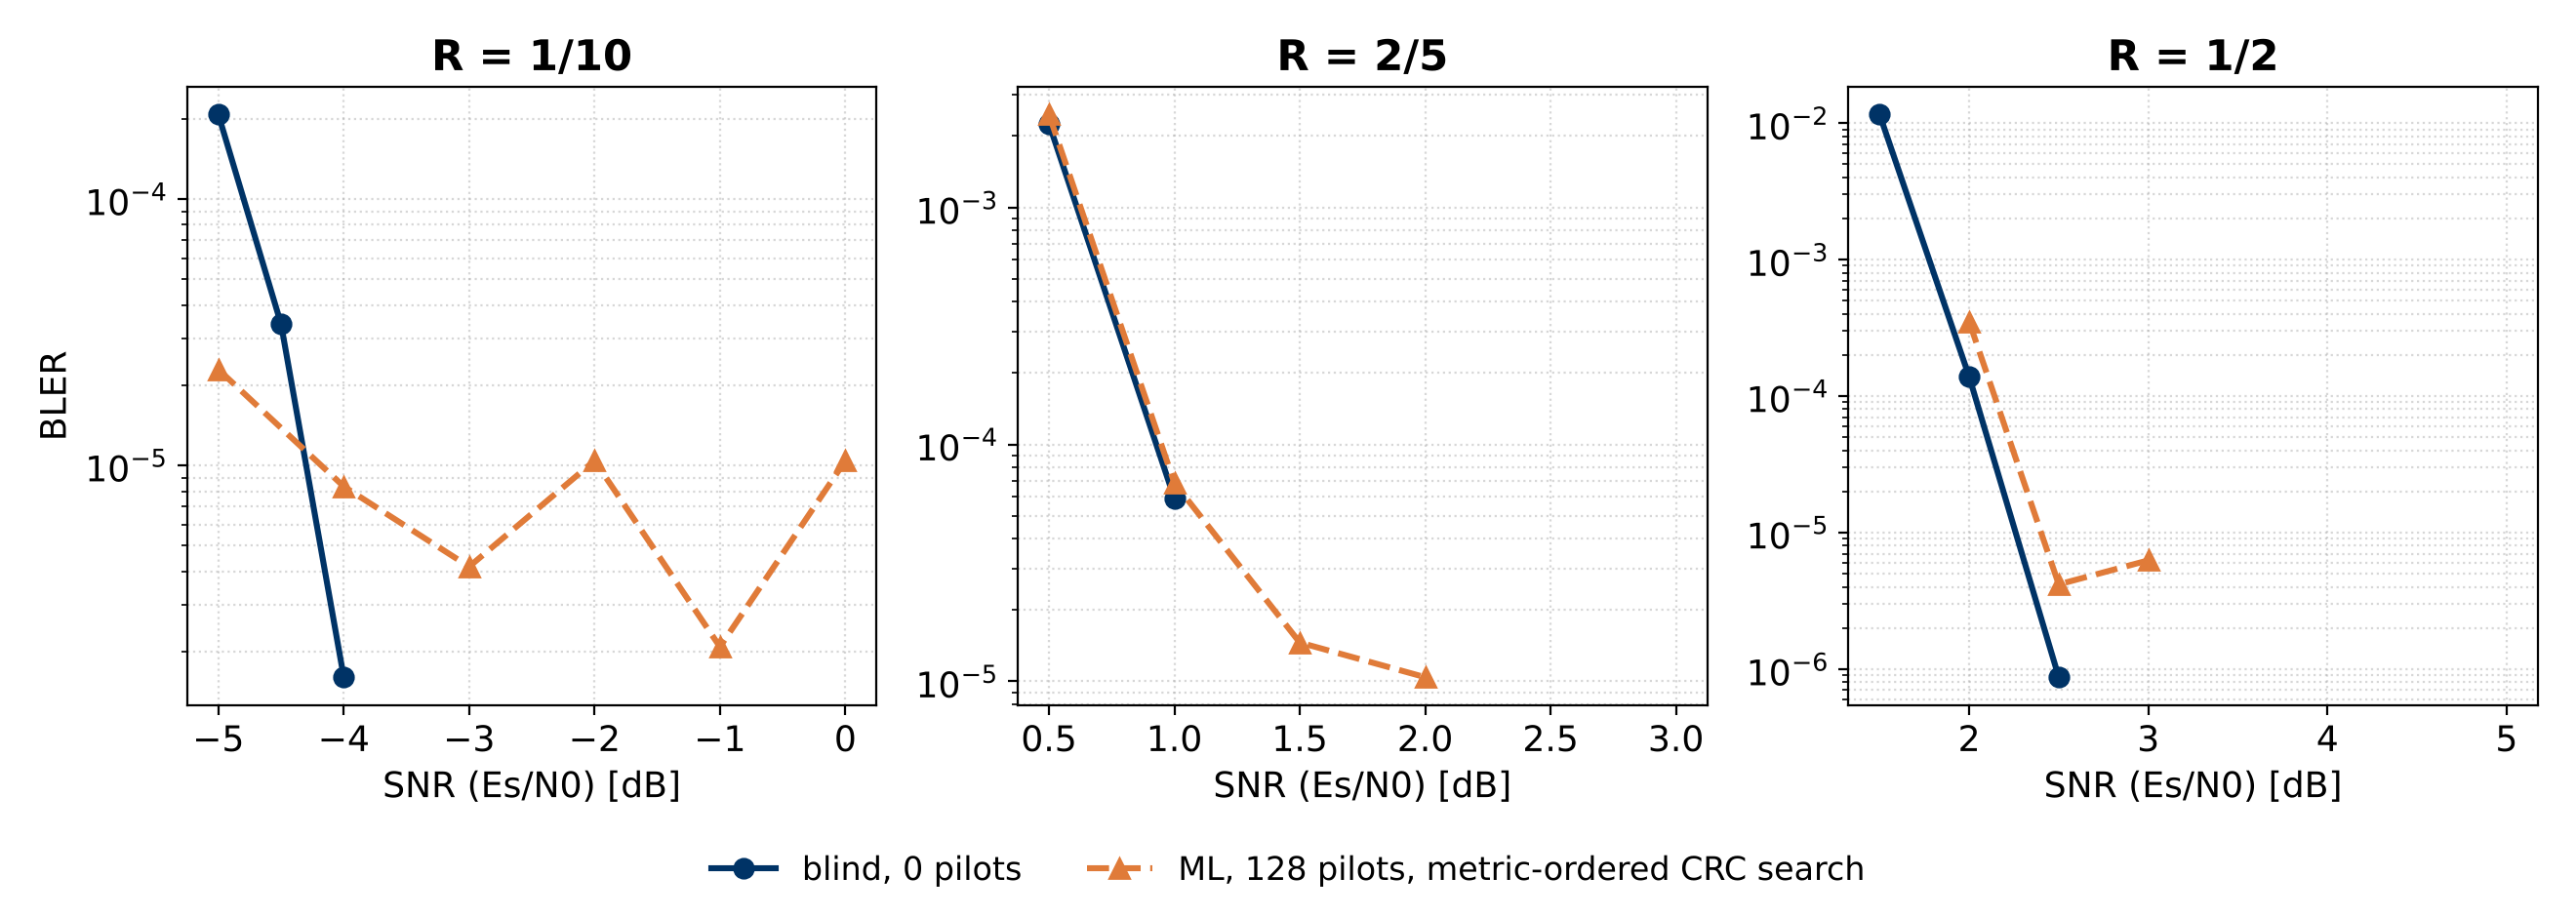 R = 1/10
R = 2/5
R = 1/2
BLER
10⁻⁴
10⁻⁵
−5 −4 −3 −2 −1 0
SNR (Es/N0) [dB]
10⁻³
10⁻⁴
10⁻⁵
0.5 1.0 1.5 2.0 2.5 3.0
SNR (Es/N0) [dB]
10⁻²
10⁻³
10⁻⁴
10⁻⁵
10⁻⁶
2 3 4 5
SNR (Es/N0) [dB]
blind, 0 pilots
ML, 128 pilots, metric-ordered CRC search